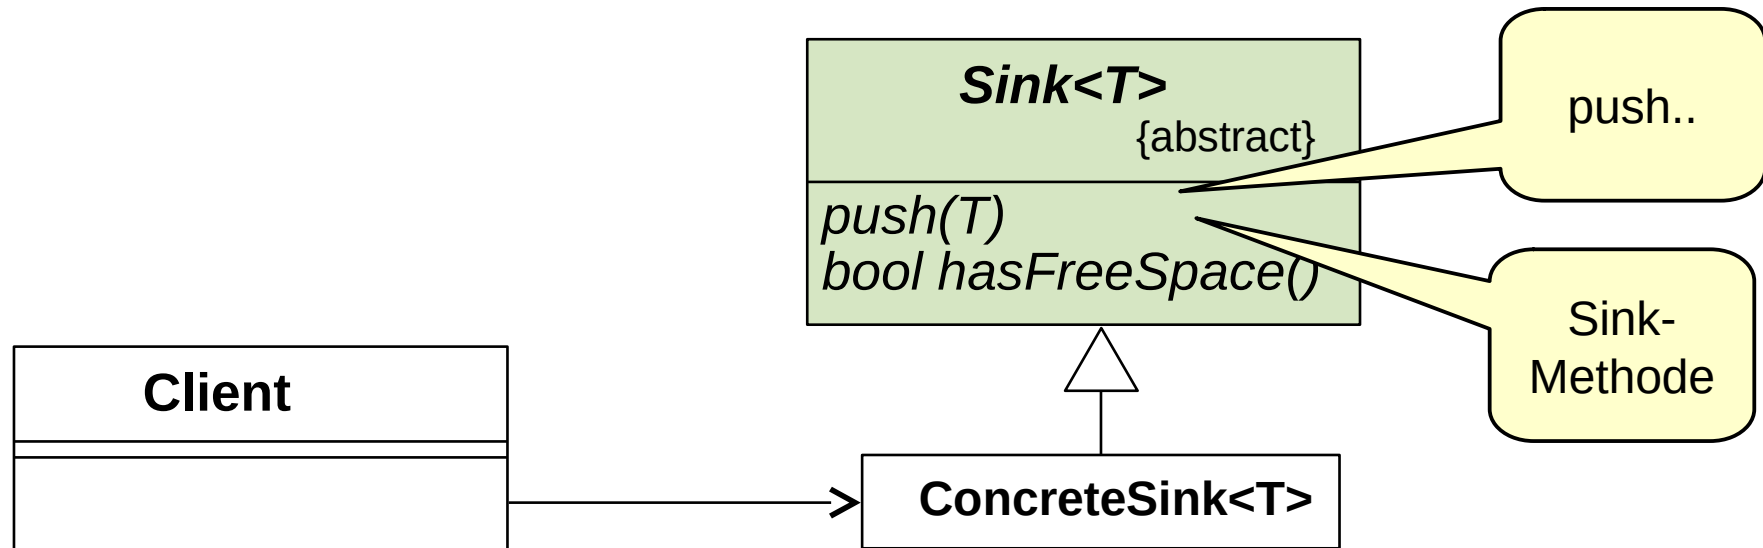 Sink<T>
{abstract}
push(T)
bool hasFreeSpace()
push..
Sink-
Methode
Client
ConcreteSink<T>